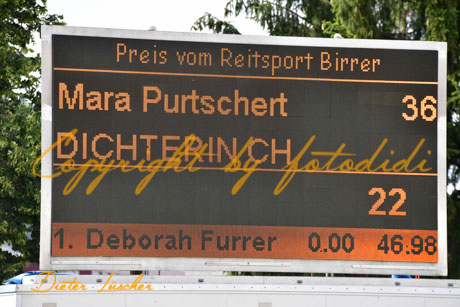 Preis vom Reitsport Birrer
Mara Purtschert 36
DICHTERIN CH
Copyright by fotodidi
22
1. Deborah Furrer 0.00 46.98
Dieter Lüscher